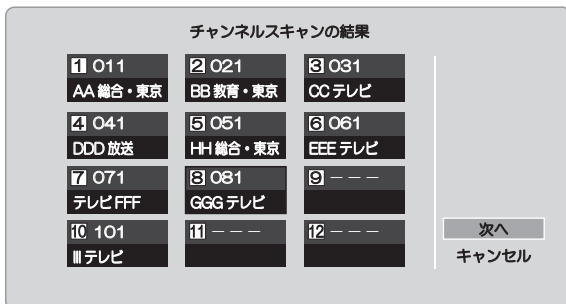 チャンネルスキャンの結果
1 011 2 021 3 031
AA 総合・東京 BB 教育・東京 CC テレビ
4 041 5 051 6 061
DDD 放送 HH 総合・東京 EEE テレビ
7 071 8 081 9 ---
テレビ FFF GGG テレビ
10 101 11 --- 12 ---
III テレビ
次へ
キャンセル